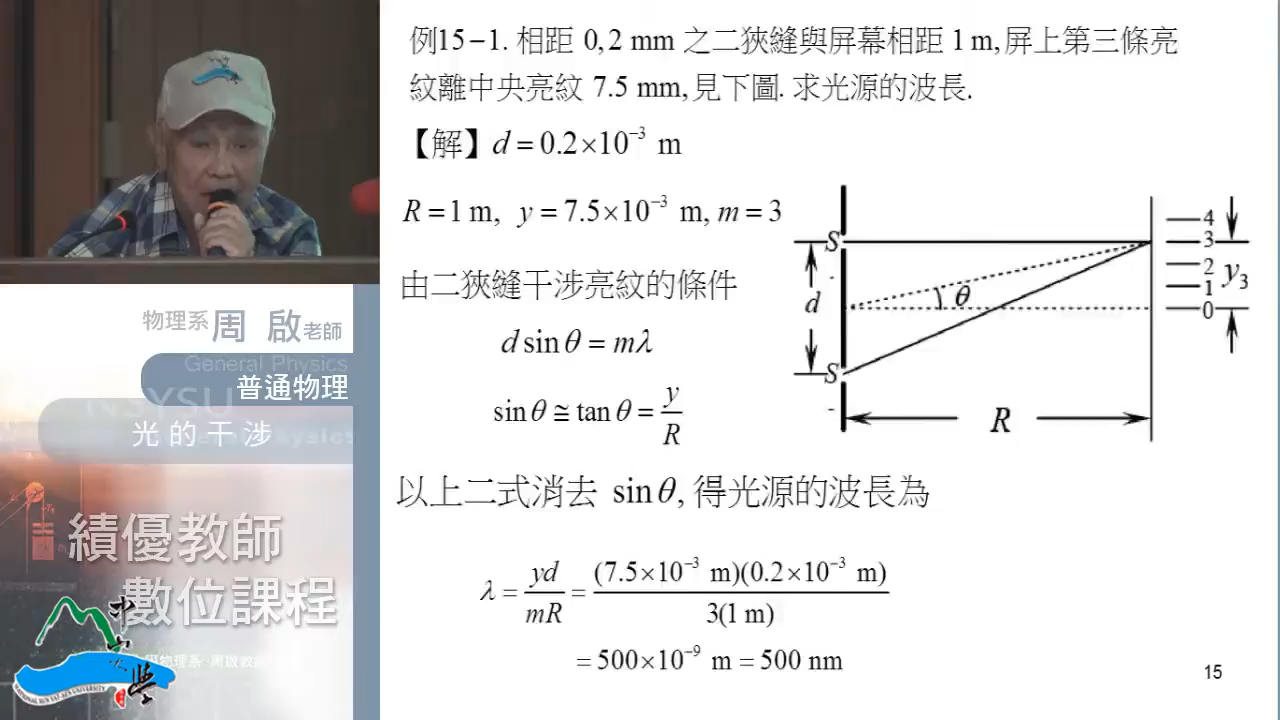 例15-1. 相距 0,2 mm 之二狹縫與屏幕相距 1 m, 屏上第三條亮
紋離中央亮紋 7.5 mm, 見下圖. 求光源的波長.
【解】d = 0.2×10⁻³ m
R = 1 m, y = 7.5×10⁻³ m, m = 3
由二狹縫干涉亮紋的條件
d sin θ = mλ
sin θ ≅ tan θ = y/R
以上二式消去 sin θ, 得光源的波長為
λ = yd/mR = (7.5×10⁻³ m)(0.2×10⁻³ m)/3(1 m)
= 500×10⁻⁹ m = 500 nm
S
d
S
θ
R
4
3
2
1
0
y₃
15
物理系 周 啟 老師
General Physics
普通物理
NSYSU
光的干涉
績優教師
數位課程
NATIONAL SUN YAT-SEN UNIVERSITY